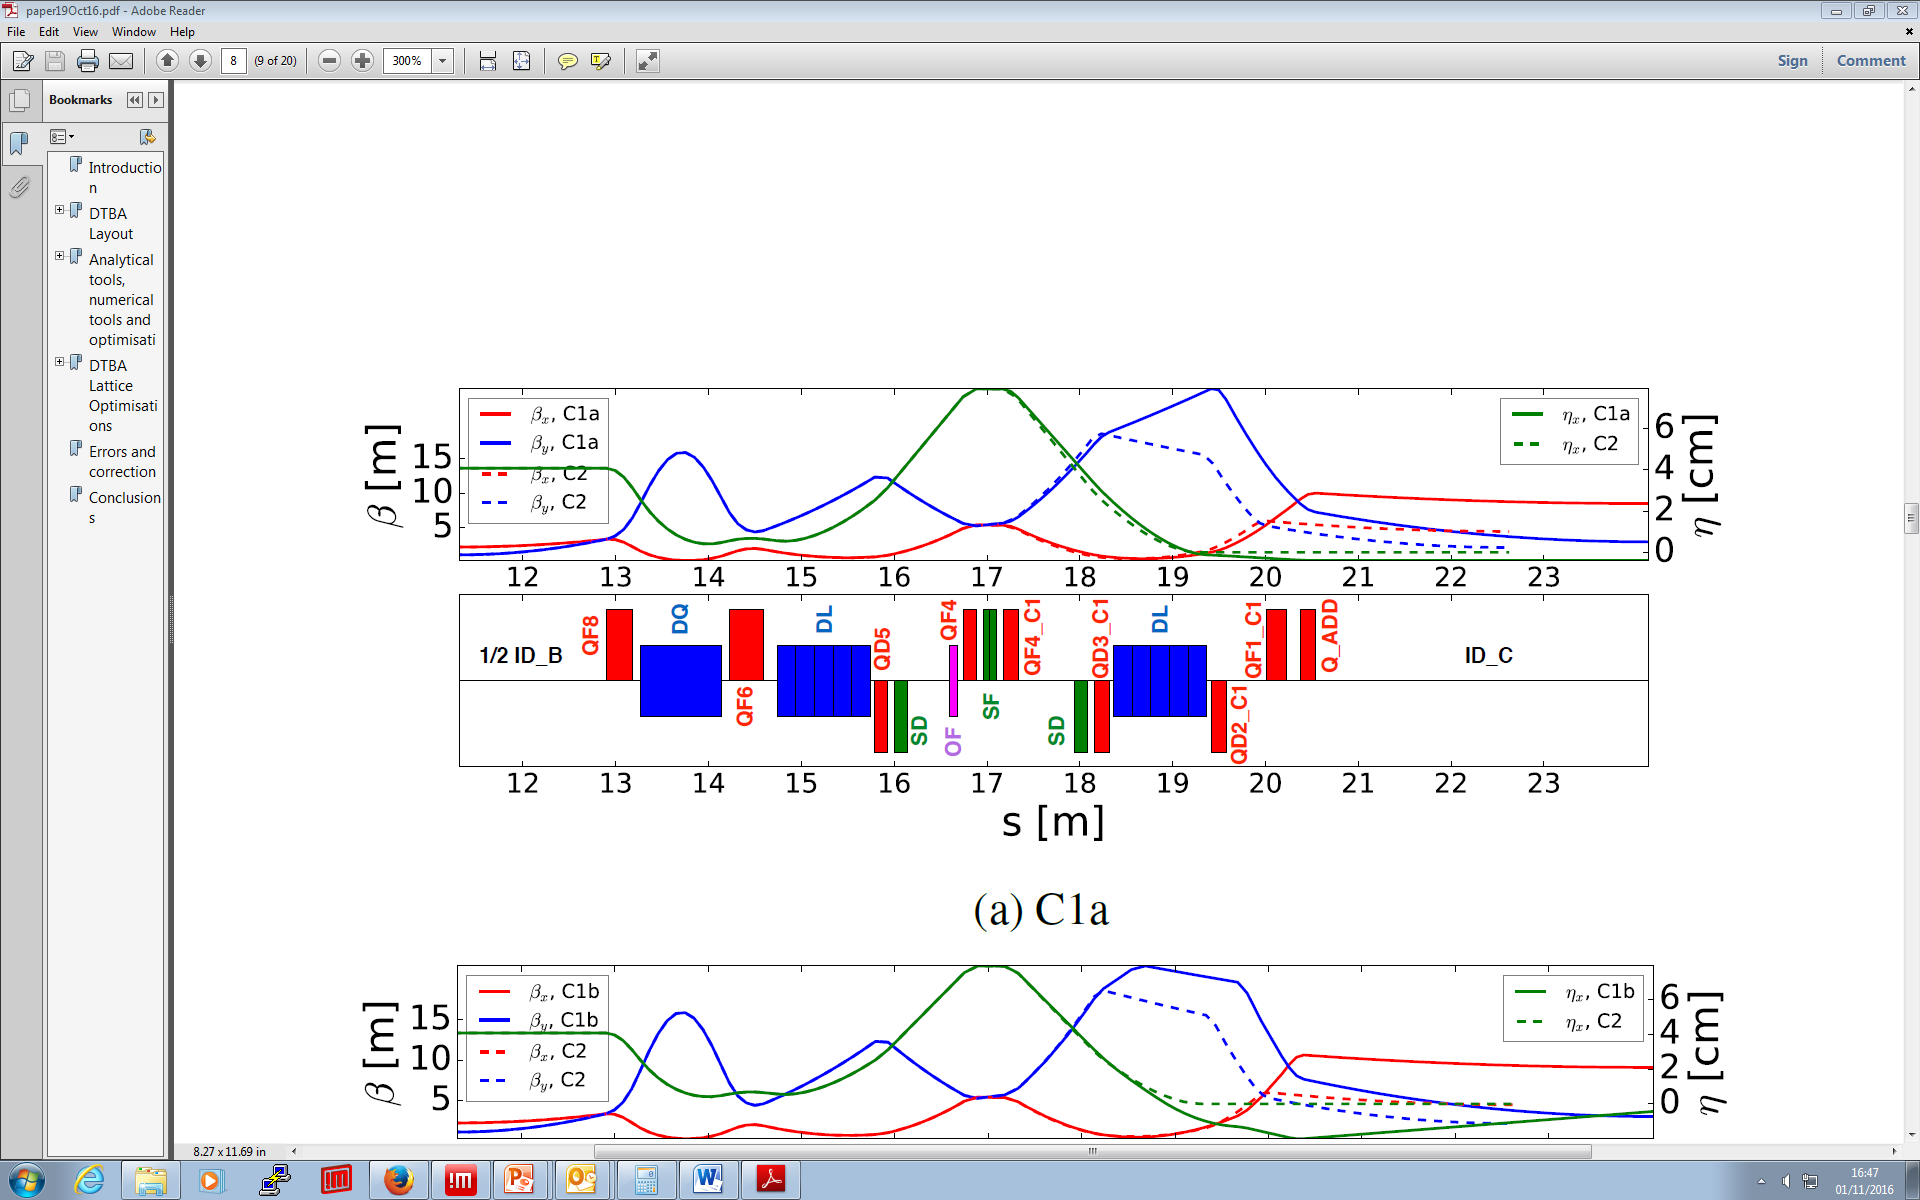 paper19Oct16.pdf - Adobe Reader
File Edit View Window Help
8 (9 of 20) 300% Sign Comment
Bookmarks
Introductio
n
DTBA
Layout
Analytical
tools,
numerical
tools and
optimisati
DTBA
Lattice
Optimisati
ons
Errors and
correction
Conclusion
s
β [m]
15
10
5
βx, C1a
βy, C1a
βx, C2
βy, C2
ηx, C1a
ηx, C2
6
4
2
0
η [cm]
12 13 14 15 16 17 18 19 20 21 22 23
1/2 ID_B
QF8
DQ
QF6
DL
QD5
SD
QF4
OF
SF
QF4_C1
SD
QD3_C1
DL
QD2_C1
QF1_C1
Q_ADD
ID_C
12 13 14 15 16 17 18 19 20 21 22 23
s [m]
(a) C1a
β [m]
15
10
5
βx, C1b
βy, C1b
βx, C2
βy, C2
ηx, C1b
ηx, C2
6
4
2
0
η [cm]
8.27 x 11.69 in
16:47
01/11/2016